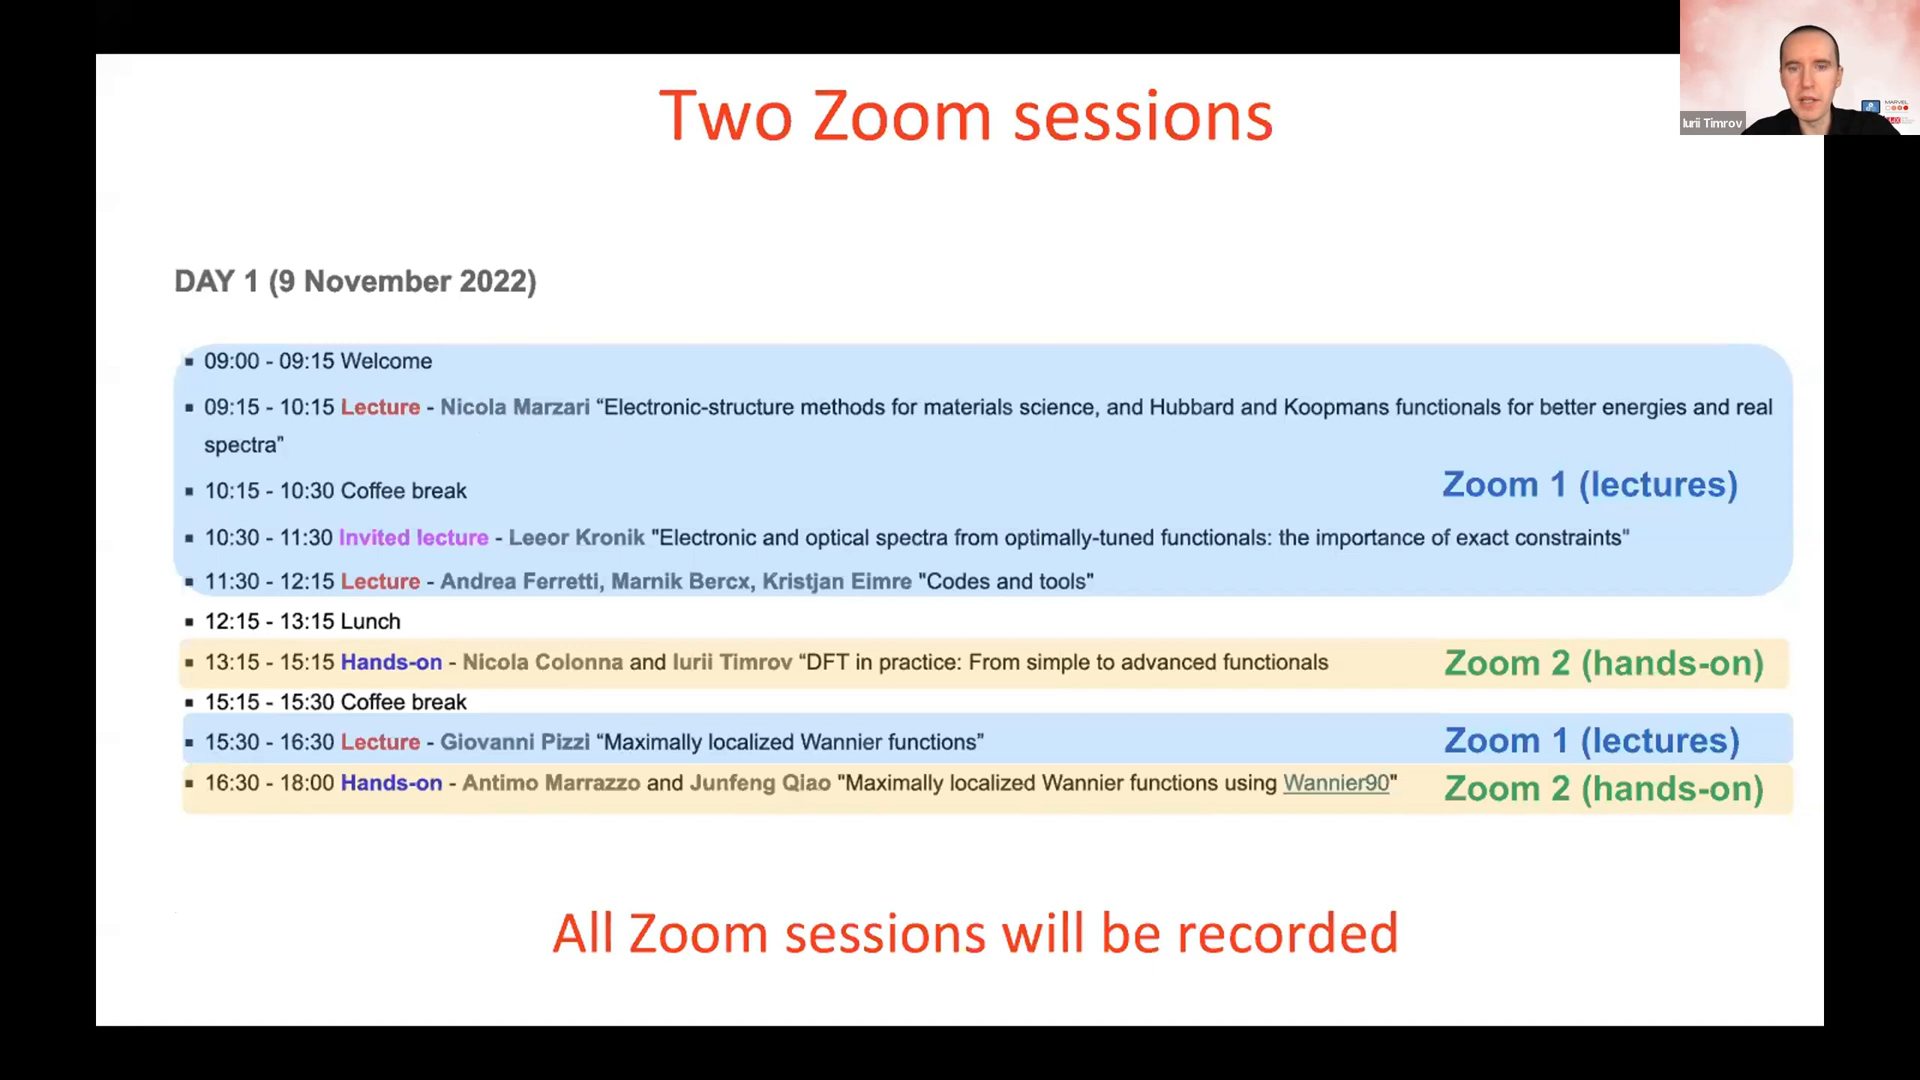 Two Zoom sessions
Iurii Timrov
MARVEL
DAY 1 (9 November 2022)
▪ 09:00 - 09:15 Welcome
▪ 09:15 - 10:15 Lecture - Nicola Marzari “Electronic-structure methods for materials science, and Hubbard and Koopmans functionals for better energies and real
spectra”
Zoom 1 (lectures)
▪ 10:15 - 10:30 Coffee break
▪ 10:30 - 11:30 Invited lecture - Leeor Kronik "Electronic and optical spectra from optimally-tuned functionals: the importance of exact constraints"
▪ 11:30 - 12:15 Lecture - Andrea Ferretti, Marnik Bercx, Kristjan Eimre "Codes and tools"
▪ 12:15 - 13:15 Lunch
▪ 13:15 - 15:15 Hands-on - Nicola Colonna and Iurii Timrov “DFT in practice: From simple to advanced functionals
Zoom 2 (hands-on)
▪ 15:15 - 15:30 Coffee break
▪ 15:30 - 16:30 Lecture - Giovanni Pizzi “Maximally localized Wannier functions”
Zoom 1 (lectures)
▪ 16:30 - 18:00 Hands-on - Antimo Marrazzo and Junfeng Qiao "Maximally localized Wannier functions using Wannier90"
Zoom 2 (hands-on)
All Zoom sessions will be recorded